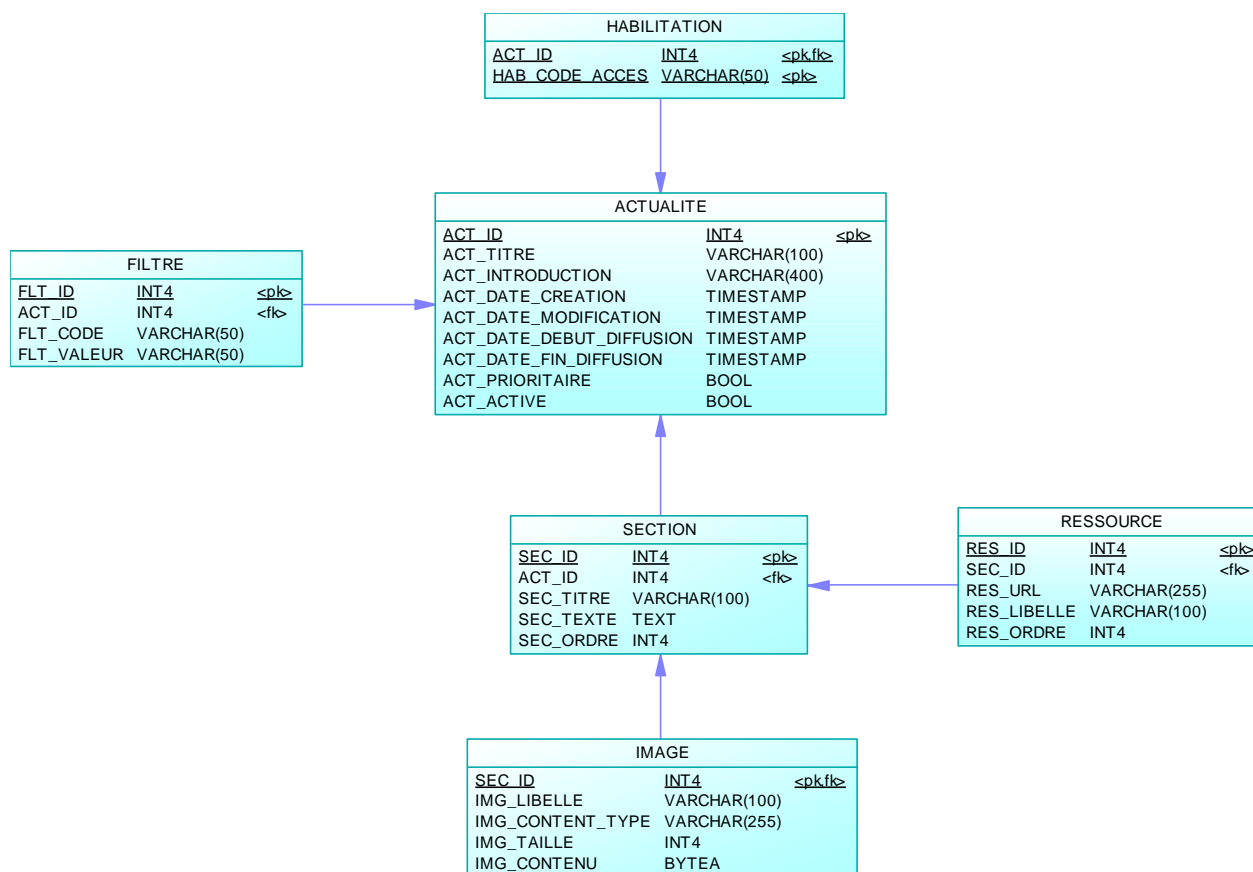 HABILITATION
ACT_ID INT4 <pk,fk>
HAB_CODE_ACCES VARCHAR(50) <pk>
ACTUALITE
ACT_ID INT4 <pk>
ACT_TITRE VARCHAR(100)
ACT_INTRODUCTION VARCHAR(400)
ACT_DATE_CREATION TIMESTAMP
ACT_DATE_MODIFICATION TIMESTAMP
ACT_DATE_DEBUT_DIFFUSION TIMESTAMP
ACT_DATE_FIN_DIFFUSION TIMESTAMP
ACT_PRIORITAIRE BOOL
ACT_ACTIVE BOOL
FILTRE
FLT_ID INT4 <pk>
ACT_ID INT4 <fk>
FLT_CODE VARCHAR(50)
FLT_VALEUR VARCHAR(50)
SECTION
SEC_ID INT4 <pk>
ACT_ID INT4 <fk>
SEC_TITRE VARCHAR(100)
SEC_TEXTE TEXT
SEC_ORDRE INT4
RESSOURCE
RES_ID INT4 <pk>
SEC_ID INT4 <fk>
RES_URL VARCHAR(255)
RES_LIBELLE VARCHAR(100)
RES_ORDRE INT4
IMAGE
SEC_ID INT4 <pk,fk>
IMG_LIBELLE VARCHAR(100)
IMG_CONTENT_TYPE VARCHAR(255)
IMG_TAILLE INT4
IMG_CONTENU BYTEA